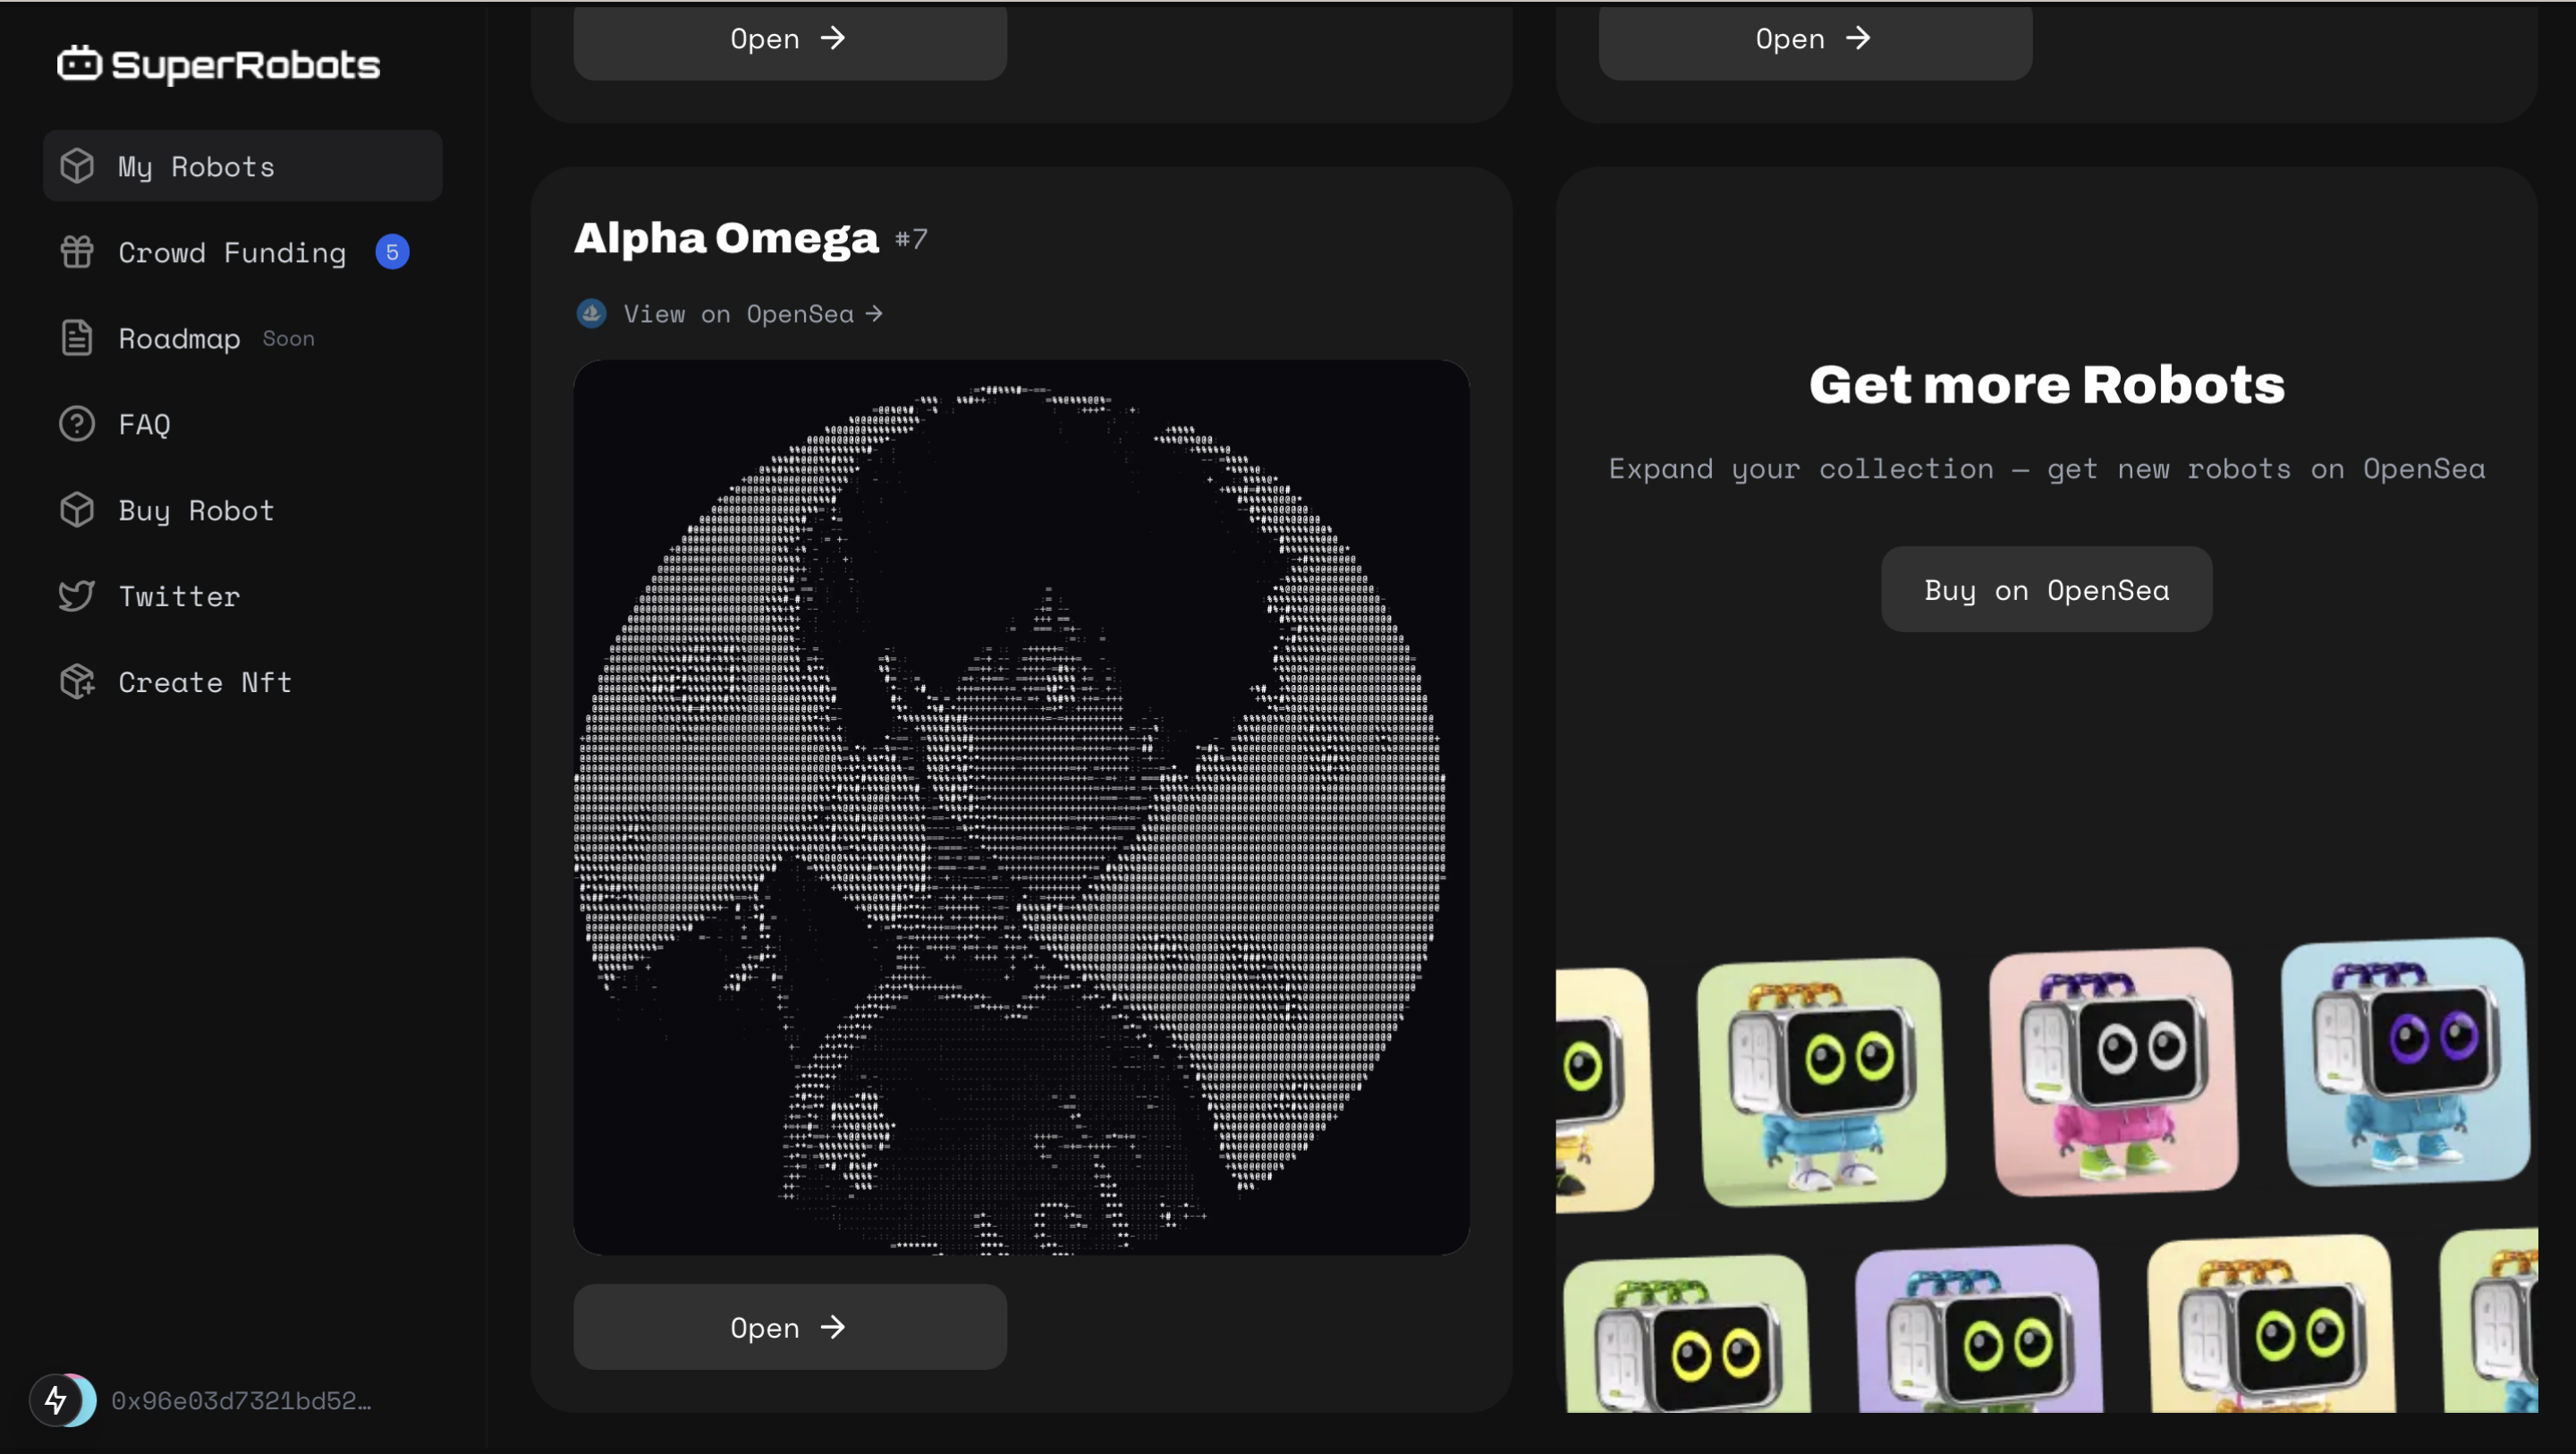 SuperRobots
My Robots
Crowd Funding 5
Roadmap Soon
FAQ
Buy Robot
Twitter
Create Nft
0x96e03d7321bd52…
Open →
Open →
Alpha Omega #7
View on OpenSea →
Open →
Get more Robots
Expand your collection — get new robots on OpenSea
Buy on OpenSea